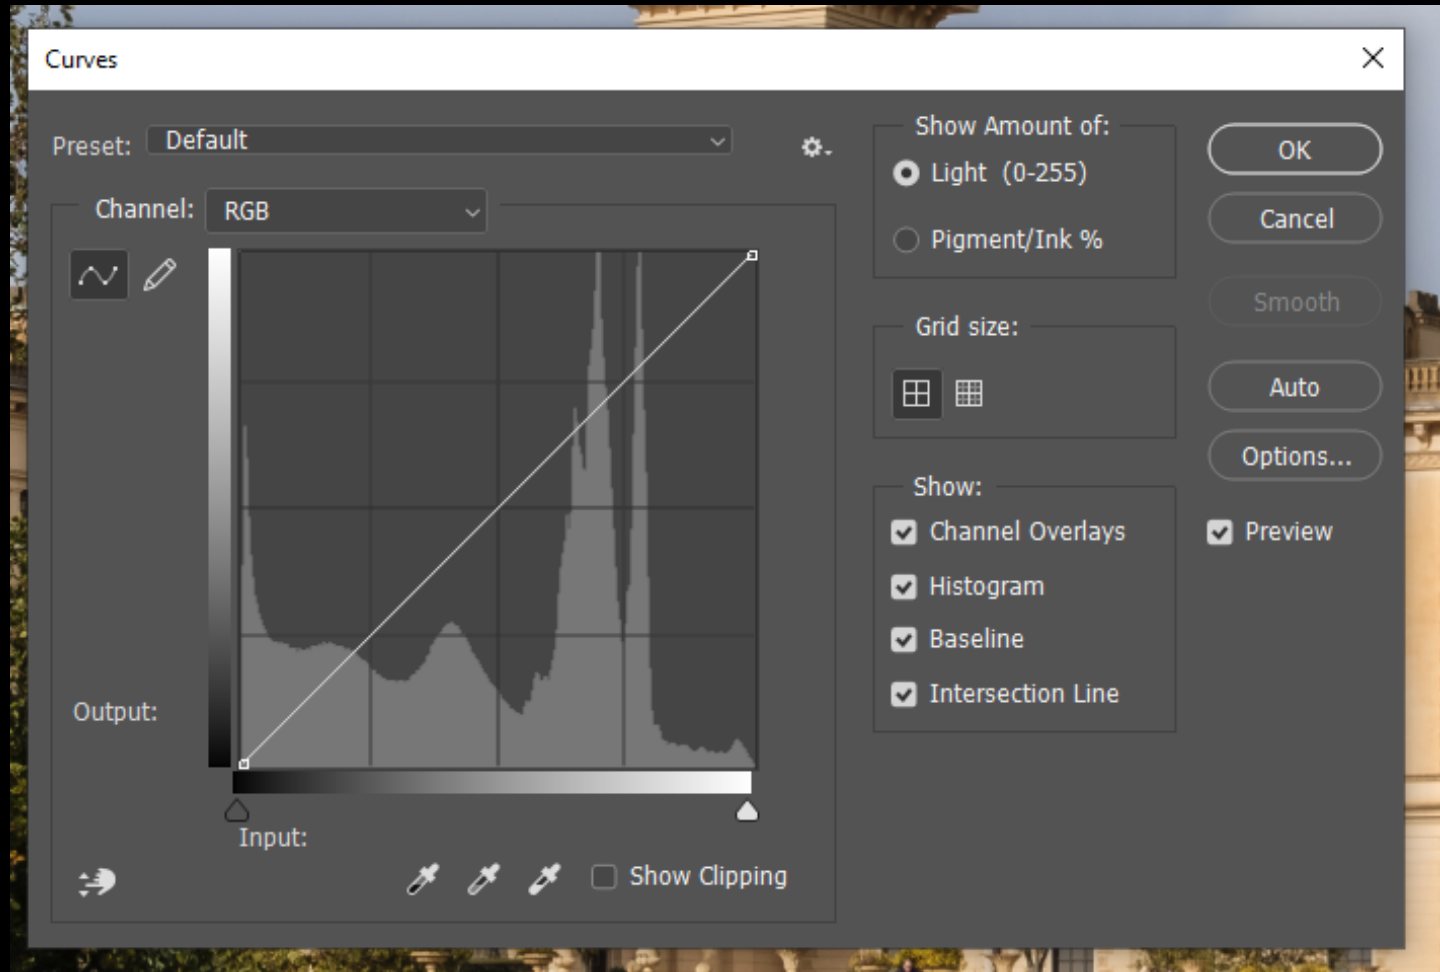 Curves
Preset: Default
Channel: RGB
Output:
Input:
Show Clipping
Show Amount of:
Light (0-255)
Pigment/Ink %
Grid size:
Show:
Channel Overlays
Histogram
Baseline
Intersection Line
OK
Cancel
Smooth
Auto
Options...
Preview